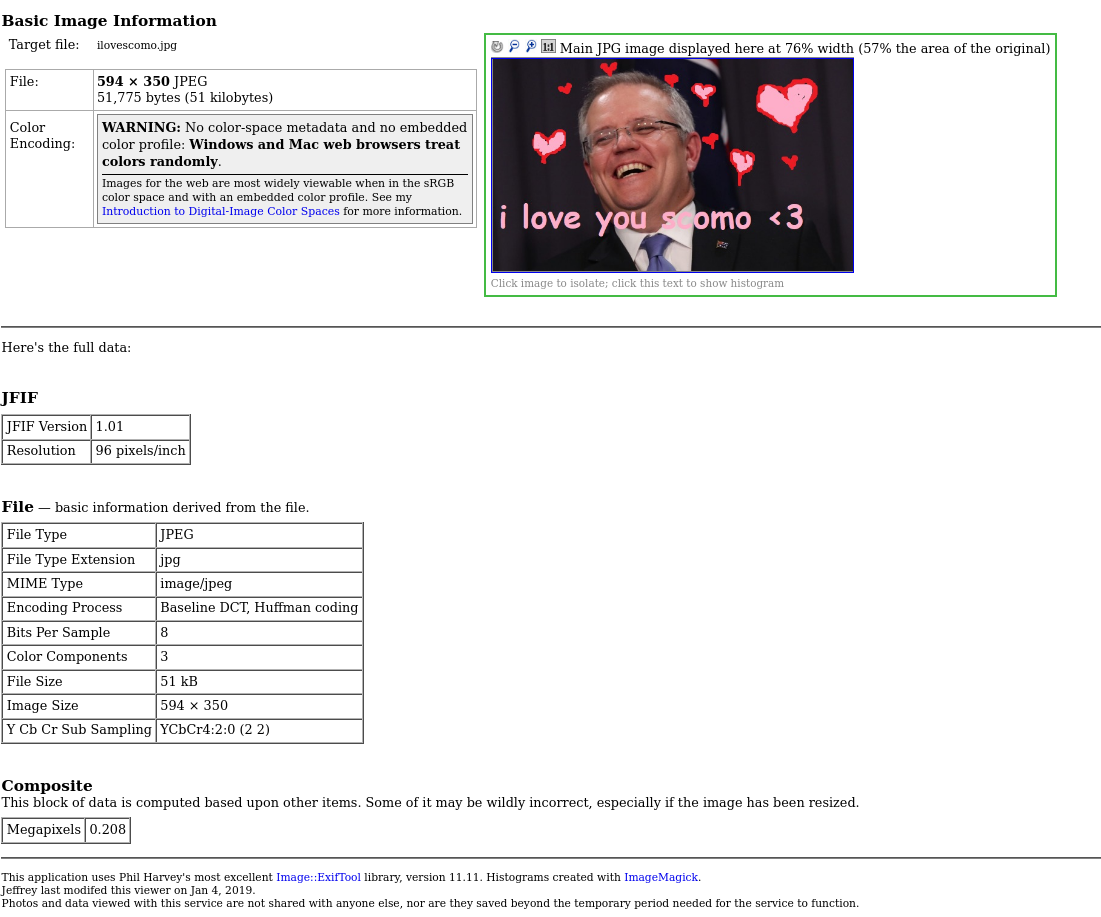 Basic Image Information
Target file: ilovescomo.jpg
File: 594 × 350 JPEG
51,775 bytes (51 kilobytes)
Color Encoding: WARNING: No color-space metadata and no embedded
color profile: Windows and Mac web browsers treat
colors randomly.
Images for the web are most widely viewable when in the sRGB
color space and with an embedded color profile. See my
Introduction to Digital-Image Color Spaces for more information.
1:1 Main JPG image displayed here at 76% width (57% the area of the original)
i love you scomo <3
Click image to isolate; click this text to show histogram
Here's the full data:
JFIF
JFIF Version 1.01
Resolution 96 pixels/inch
File — basic information derived from the file.
File Type JPEG
File Type Extension jpg
MIME Type image/jpeg
Encoding Process Baseline DCT, Huffman coding
Bits Per Sample 8
Color Components 3
File Size 51 kB
Image Size 594 × 350
Y Cb Cr Sub Sampling YCbCr4:2:0 (2 2)
Composite
This block of data is computed based upon other items. Some of it may be wildly incorrect, especially if the image has been resized.
Megapixels 0.208
This application uses Phil Harvey's most excellent Image::ExifTool library, version 11.11. Histograms created with ImageMagick.
Jeffrey last modifed this viewer on Jan 4, 2019.
Photos and data viewed with this service are not shared with anyone else, nor are they saved beyond the temporary period needed for the service to function.